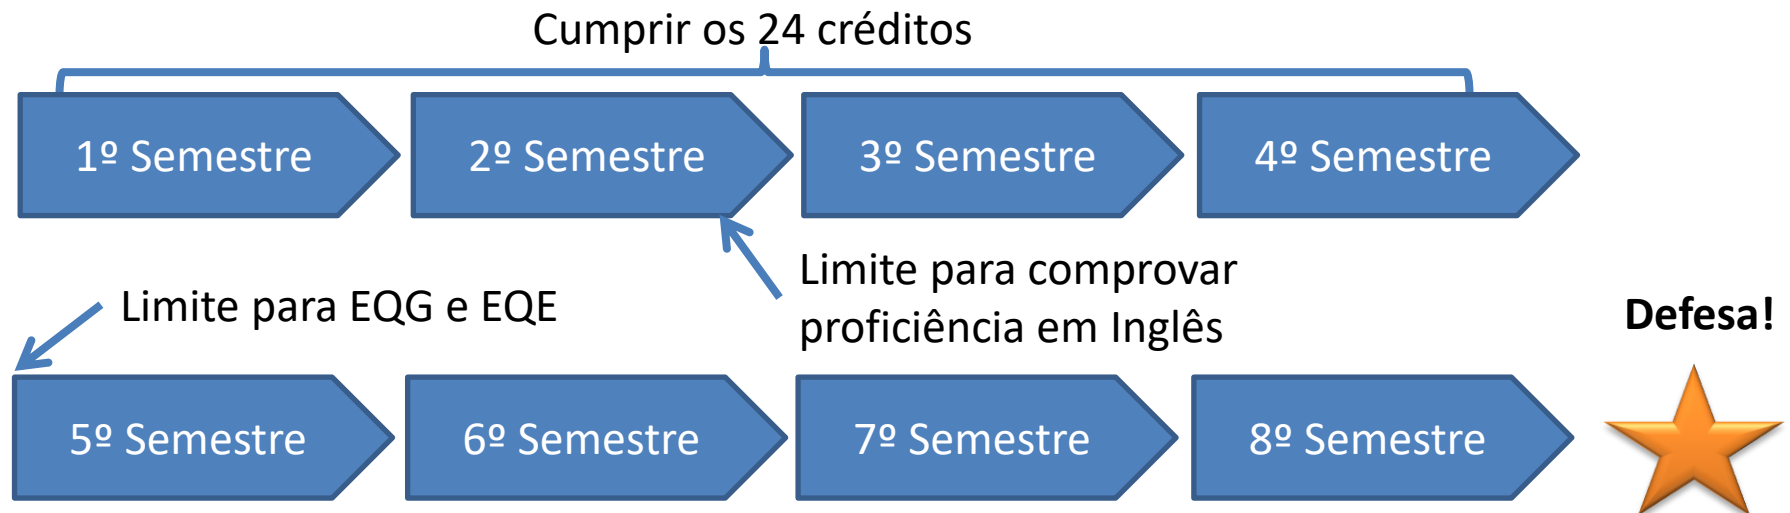 Cumprir os 24 créditos
1º Semestre
2º Semestre
3º Semestre
4º Semestre
Limite para comprovar
proficiência em Inglês
Limite para EQG e EQE
Defesa!
5º Semestre
6º Semestre
7º Semestre
8º Semestre